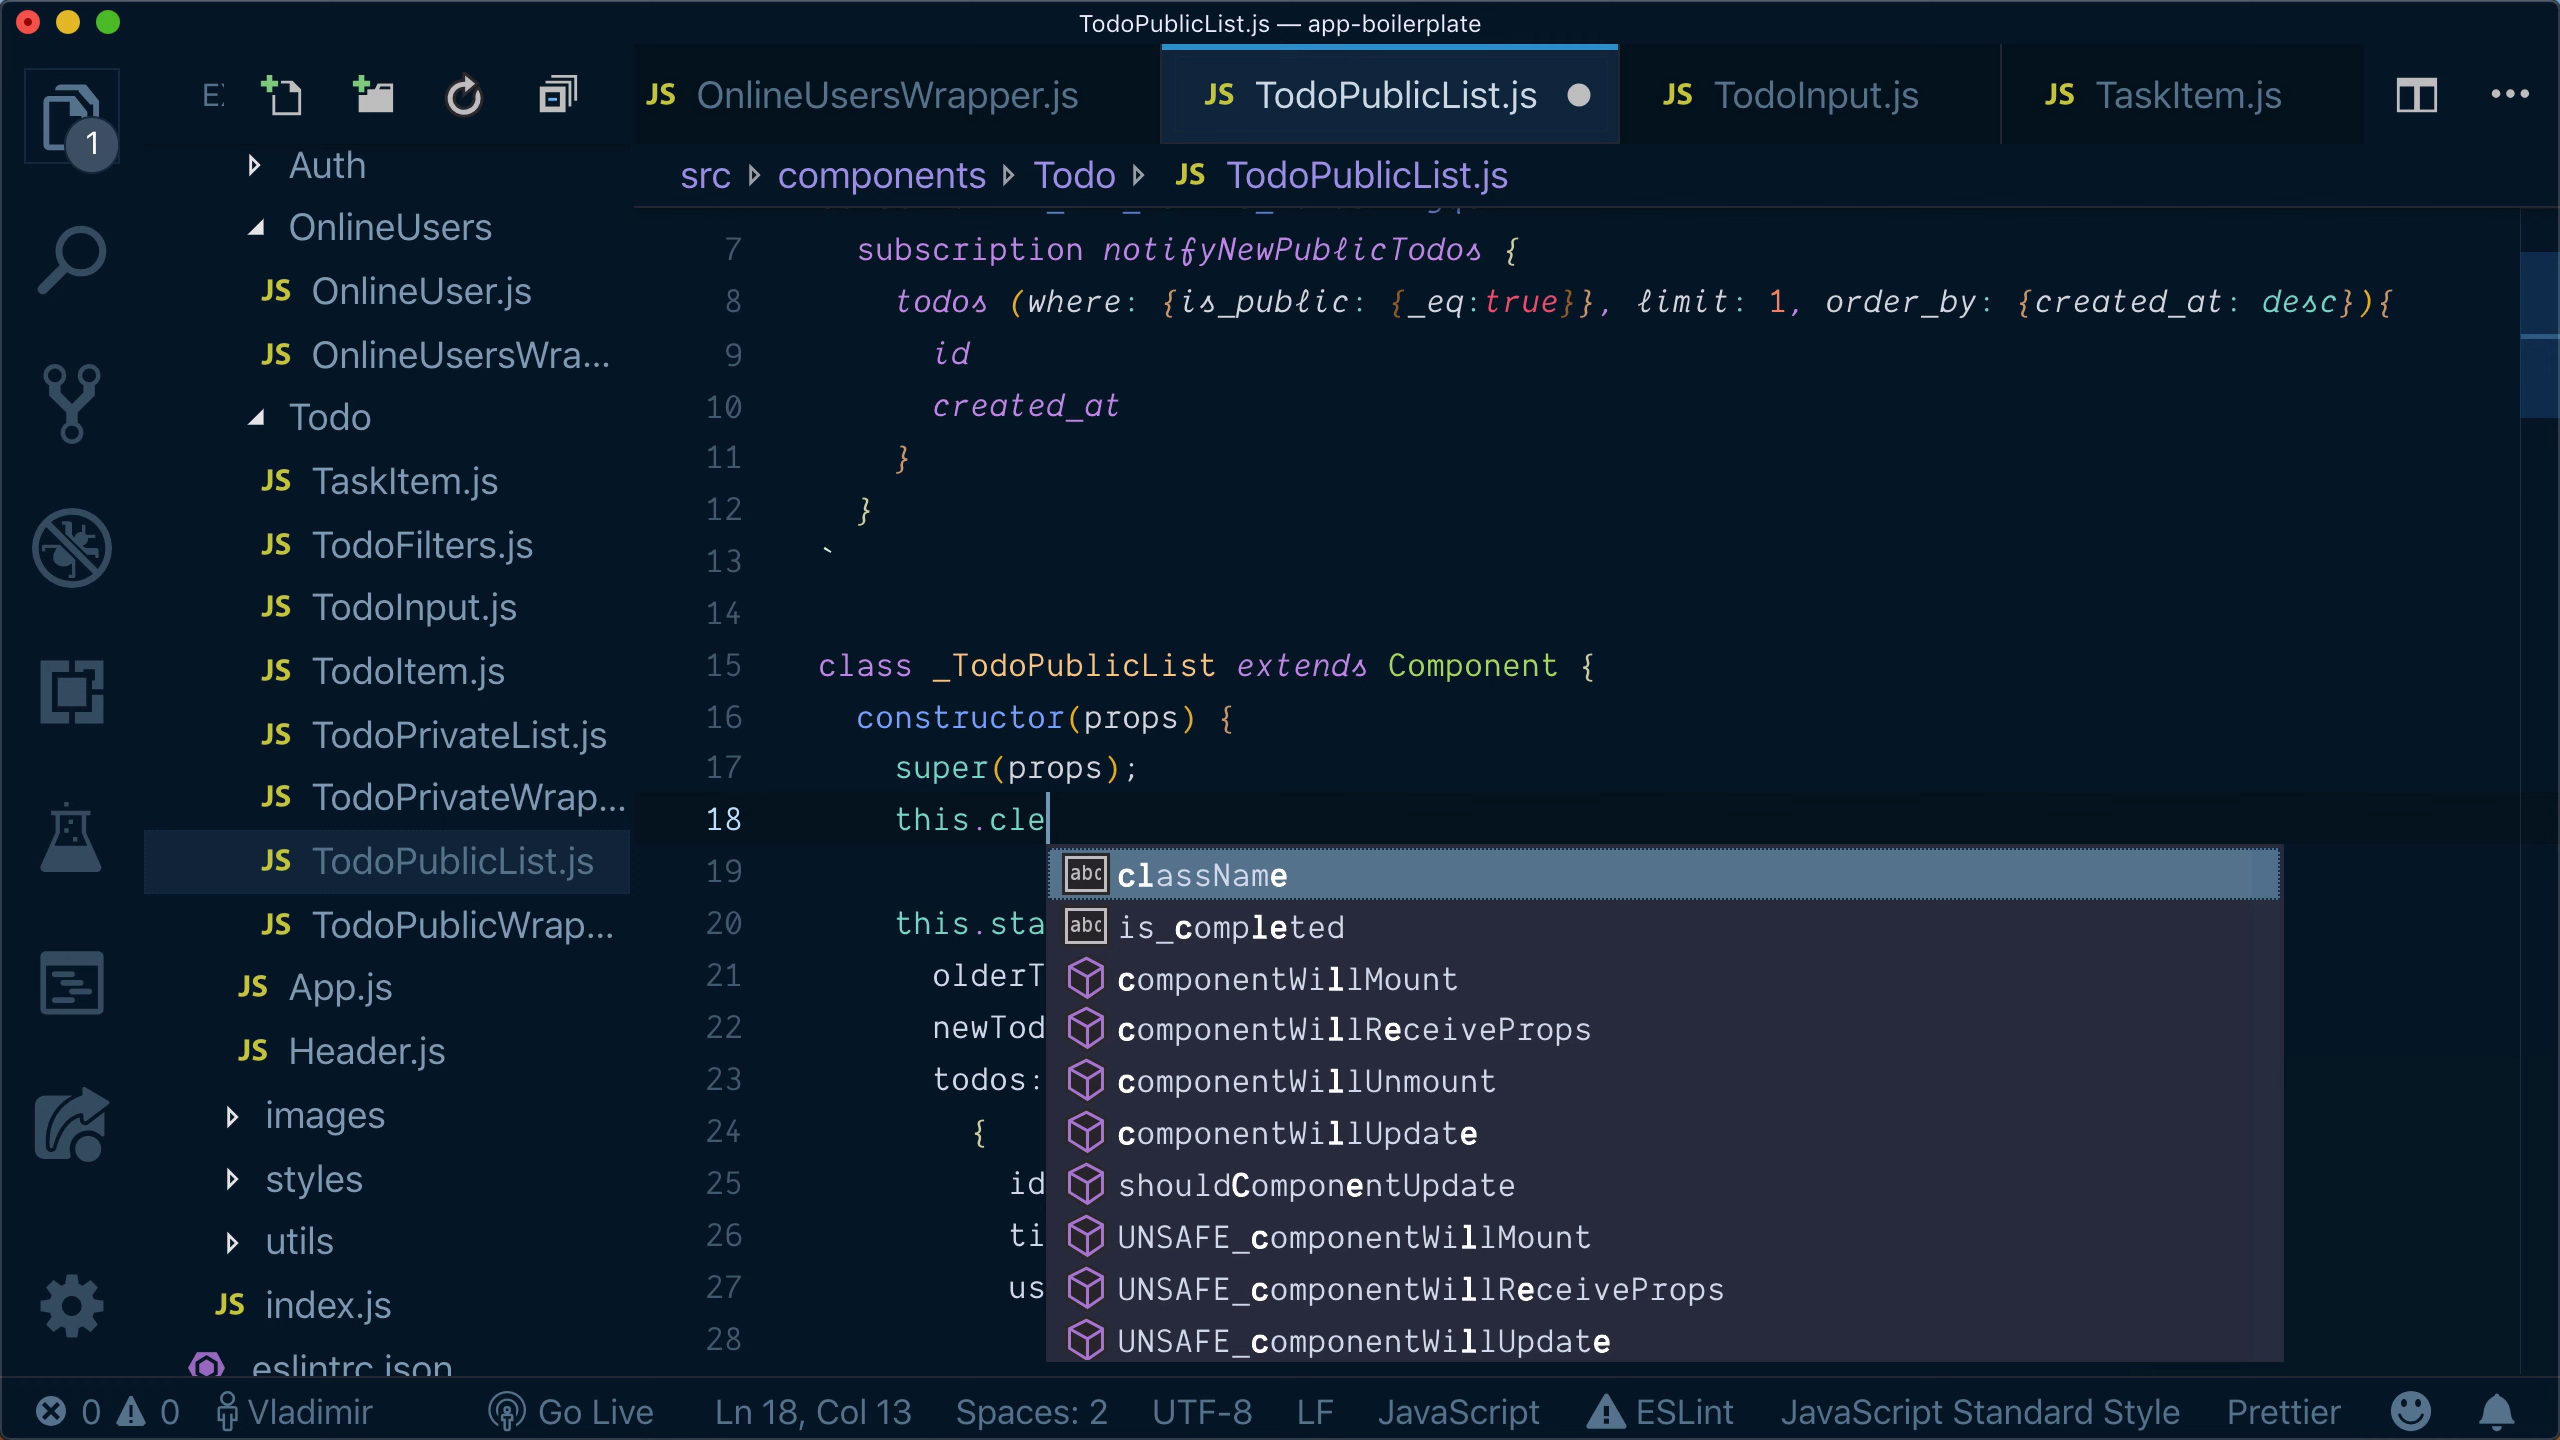 TodoPublicList.js — app-boilerplate
1
JS OnlineUsersWrapper.js
JS TodoPublicList.js
JS TodoInput.js
JS TaskItem.js
Auth
OnlineUsers
JS OnlineUser.js
JS OnlineUsersWra...
Todo
JS TaskItem.js
JS TodoFilters.js
JS TodoInput.js
JS TodoItem.js
JS TodoPrivateList.js
JS TodoPrivateWrap...
JS TodoPublicList.js
JS TodoPublicWrap...
JS App.js
JS Header.js
images
styles
utils
JS index.js
eslintrc.json
src components Todo JS TodoPublicList.js
7 subscription notifyNewPublicTodos {
8 todos (where: {is_public: {_eq:true}}, limit: 1, order_by: {created_at: desc}){
9 id
10 created_at
11 }
12 }
13 `
14
15 class _TodoPublicList extends Component {
16 constructor(props) {
17 super(props);
18 this.cle
19
20 this.sta
21 olderT
22 newTod
23 todos:
24 {
25 id
26 ti
27 us
28
abc className
abc is_completed
componentWillMount
componentWillReceiveProps
componentWillUnmount
componentWillUpdate
shouldComponentUpdate
UNSAFE_componentWillMount
UNSAFE_componentWillReceiveProps
UNSAFE_componentWillUpdate
0 0 Vladimir Go Live Ln 18, Col 13 Spaces: 2 UTF-8 LF JavaScript ESLint JavaScript Standard Style Prettier